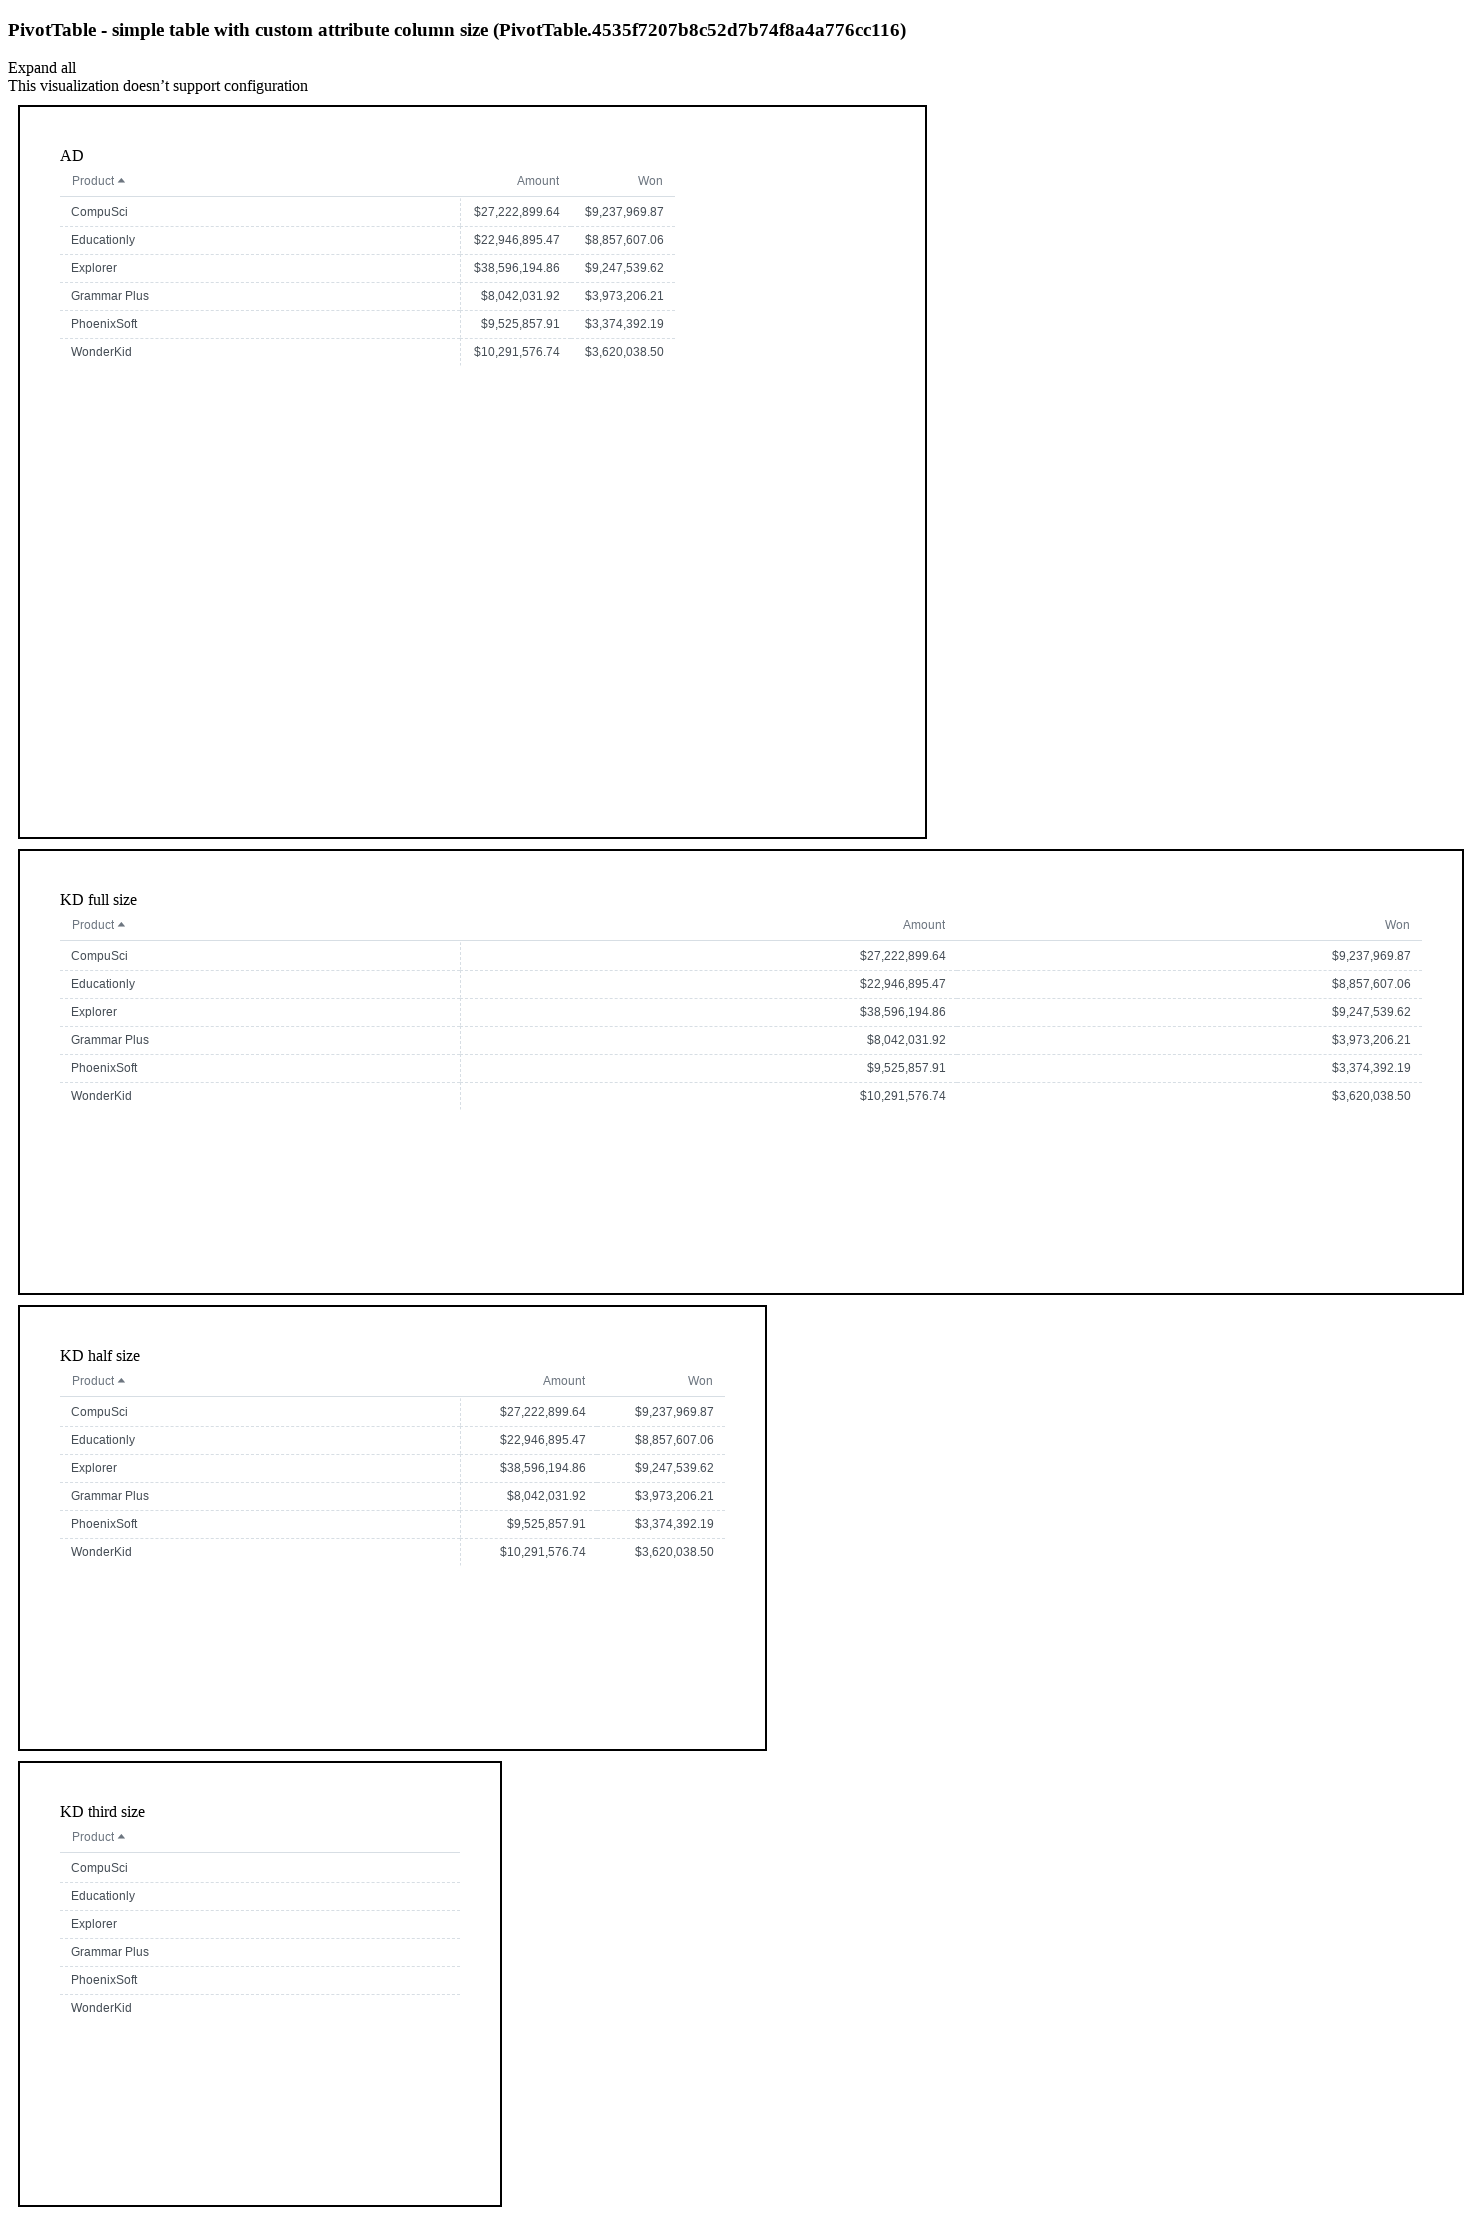 PivotTable - simple table with custom attribute column size (PivotTable.4535f7207b8c52d7b74f8a4a776cc116)
Expand all
This visualization doesn’t support configuration
AD
Product Amount Won
CompuSci $27,222,899.64 $9,237,969.87
Educationly $22,946,895.47 $8,857,607.06
Explorer $38,596,194.86 $9,247,539.62
Grammar Plus $8,042,031.92 $3,973,206.21
PhoenixSoft $9,525,857.91 $3,374,392.19
WonderKid $10,291,576.74 $3,620,038.50
KD full size
Product Amount Won
CompuSci $27,222,899.64 $9,237,969.87
Educationly $22,946,895.47 $8,857,607.06
Explorer $38,596,194.86 $9,247,539.62
Grammar Plus $8,042,031.92 $3,973,206.21
PhoenixSoft $9,525,857.91 $3,374,392.19
WonderKid $10,291,576.74 $3,620,038.50
KD half size
Product Amount Won
CompuSci $27,222,899.64 $9,237,969.87
Educationly $22,946,895.47 $8,857,607.06
Explorer $38,596,194.86 $9,247,539.62
Grammar Plus $8,042,031.92 $3,973,206.21
PhoenixSoft $9,525,857.91 $3,374,392.19
WonderKid $10,291,576.74 $3,620,038.50
KD third size
Product
CompuSci
Educationly
Explorer
Grammar Plus
PhoenixSoft
WonderKid